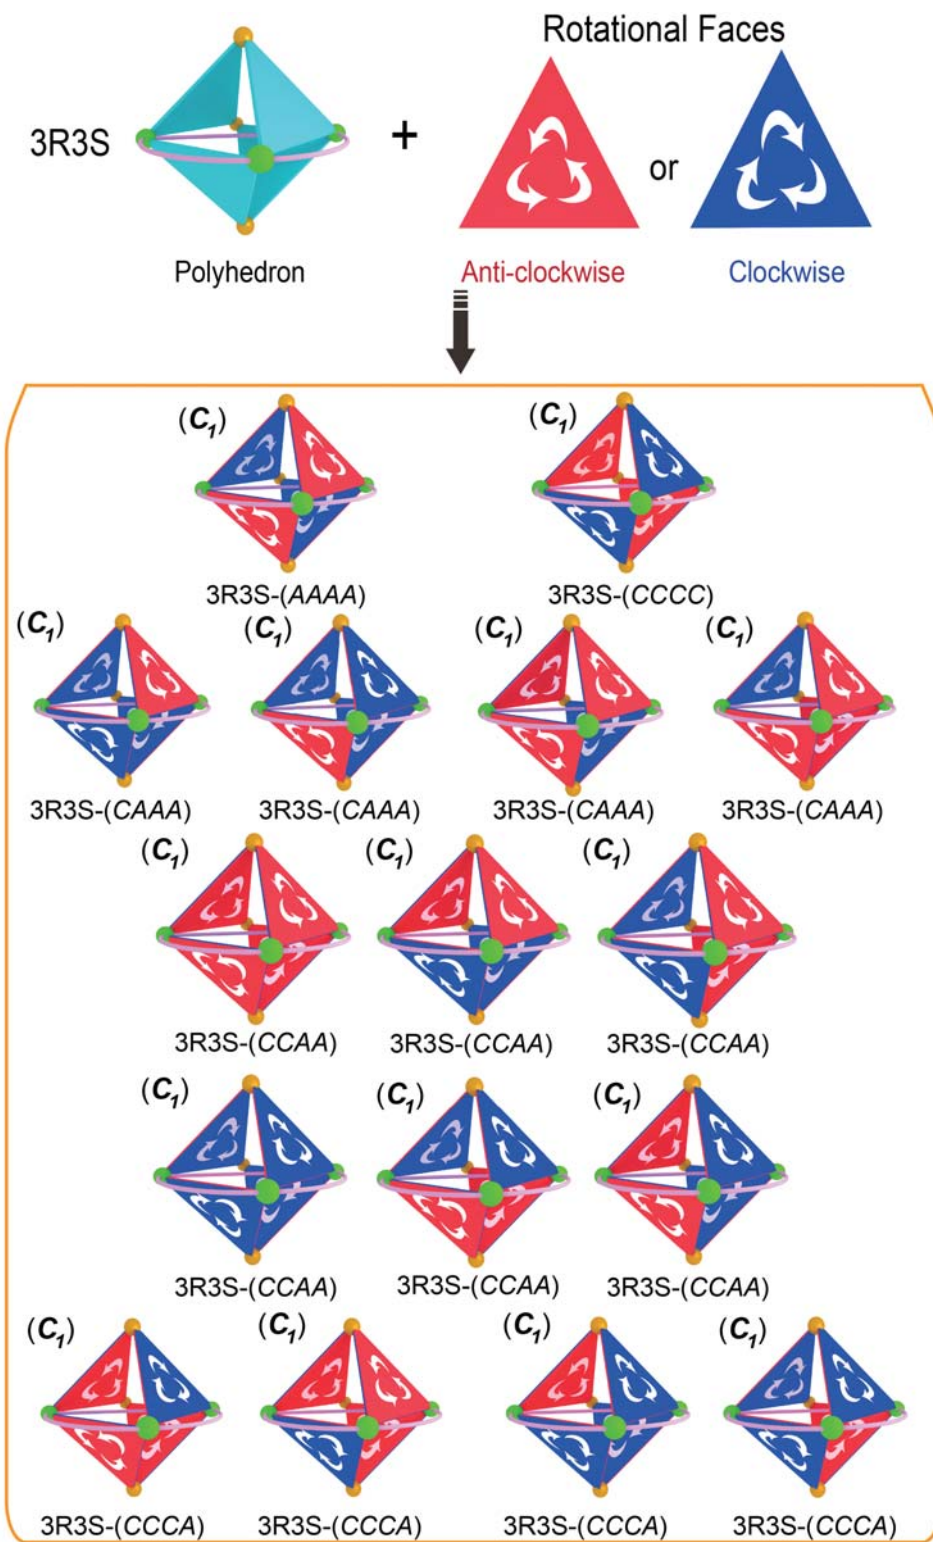 Rotational Faces
3R3S + or
Polyhedron Anti-clockwise Clockwise
(C₁) (C₁)
3R3S-(AAAA) 3R3S-(CCCC)
(C₁) (C₁) (C₁) (C₁)
3R3S-(CAAA) 3R3S-(CAAA) 3R3S-(CAAA) 3R3S-(CAAA)
(C₁) (C₁) (C₁)
3R3S-(CCAA) 3R3S-(CCAA) 3R3S-(CCAA)
(C₁) (C₁) (C₁)
3R3S-(CCAA) 3R3S-(CCAA) 3R3S-(CCAA)
(C₁) (C₁) (C₁) (C₁)
3R3S-(CCCA) 3R3S-(CCCA) 3R3S-(CCCA) 3R3S-(CCCA)